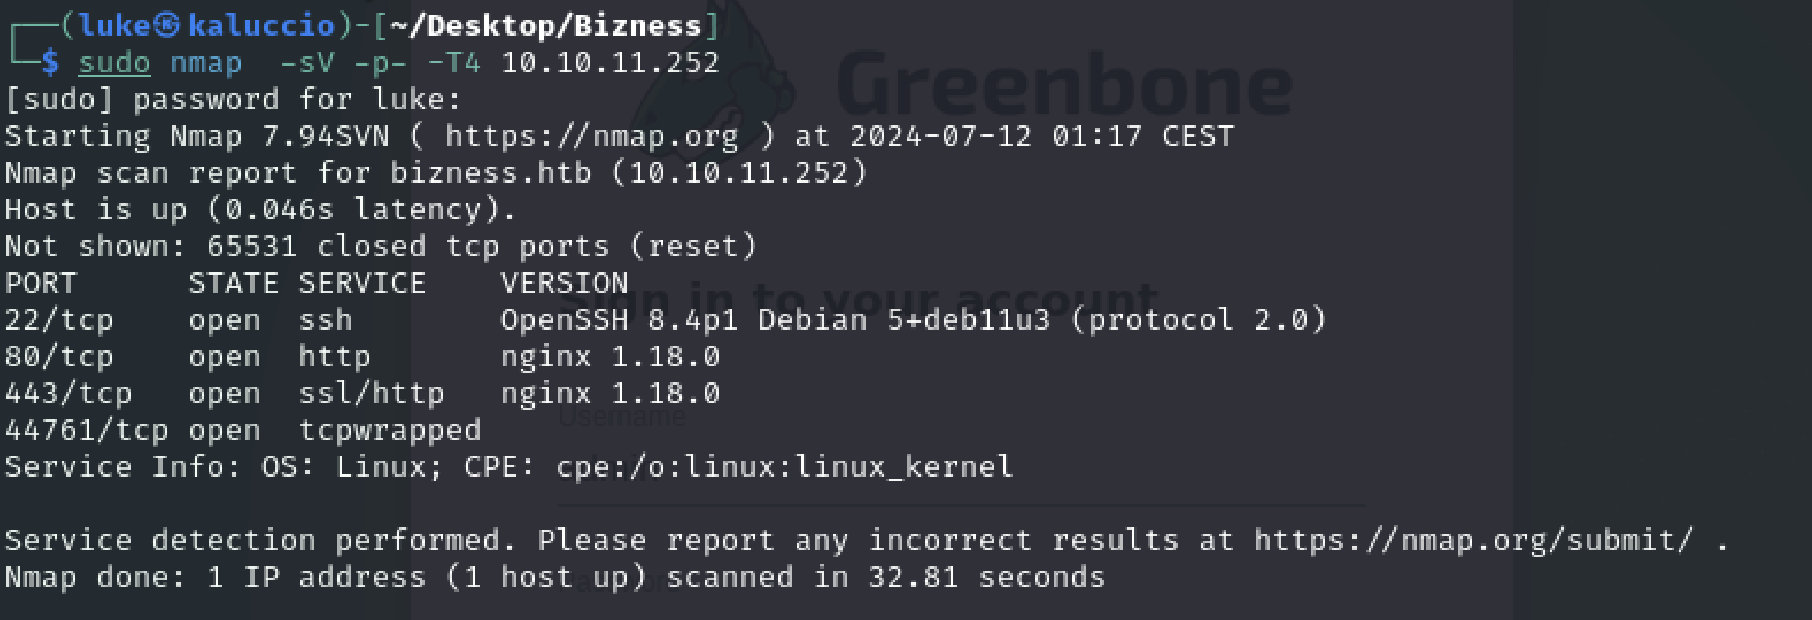 ┌──(luke㉿kaluccio)-[~/Desktop/Bizness]
└─$ sudo nmap  -sV -p- -T4 10.10.11.252
[sudo] password for luke:
Starting Nmap 7.94SVN ( https://nmap.org ) at 2024-07-12 01:17 CEST
Nmap scan report for bizness.htb (10.10.11.252)
Host is up (0.046s latency).
Not shown: 65531 closed tcp ports (reset)
PORT      STATE SERVICE    VERSION
22/tcp    open  ssh        OpenSSH 8.4p1 Debian 5+deb11u3 (protocol 2.0)
80/tcp    open  http       nginx 1.18.0
443/tcp   open  ssl/http   nginx 1.18.0
44761/tcp open  tcpwrapped
Service Info: OS: Linux; CPE: cpe:/o:linux:linux_kernel
Service detection performed. Please report any incorrect results at https://nmap.org/submit/ .
Nmap done: 1 IP address (1 host up) scanned in 32.81 seconds
Greenbone
Sign in to your account
Username